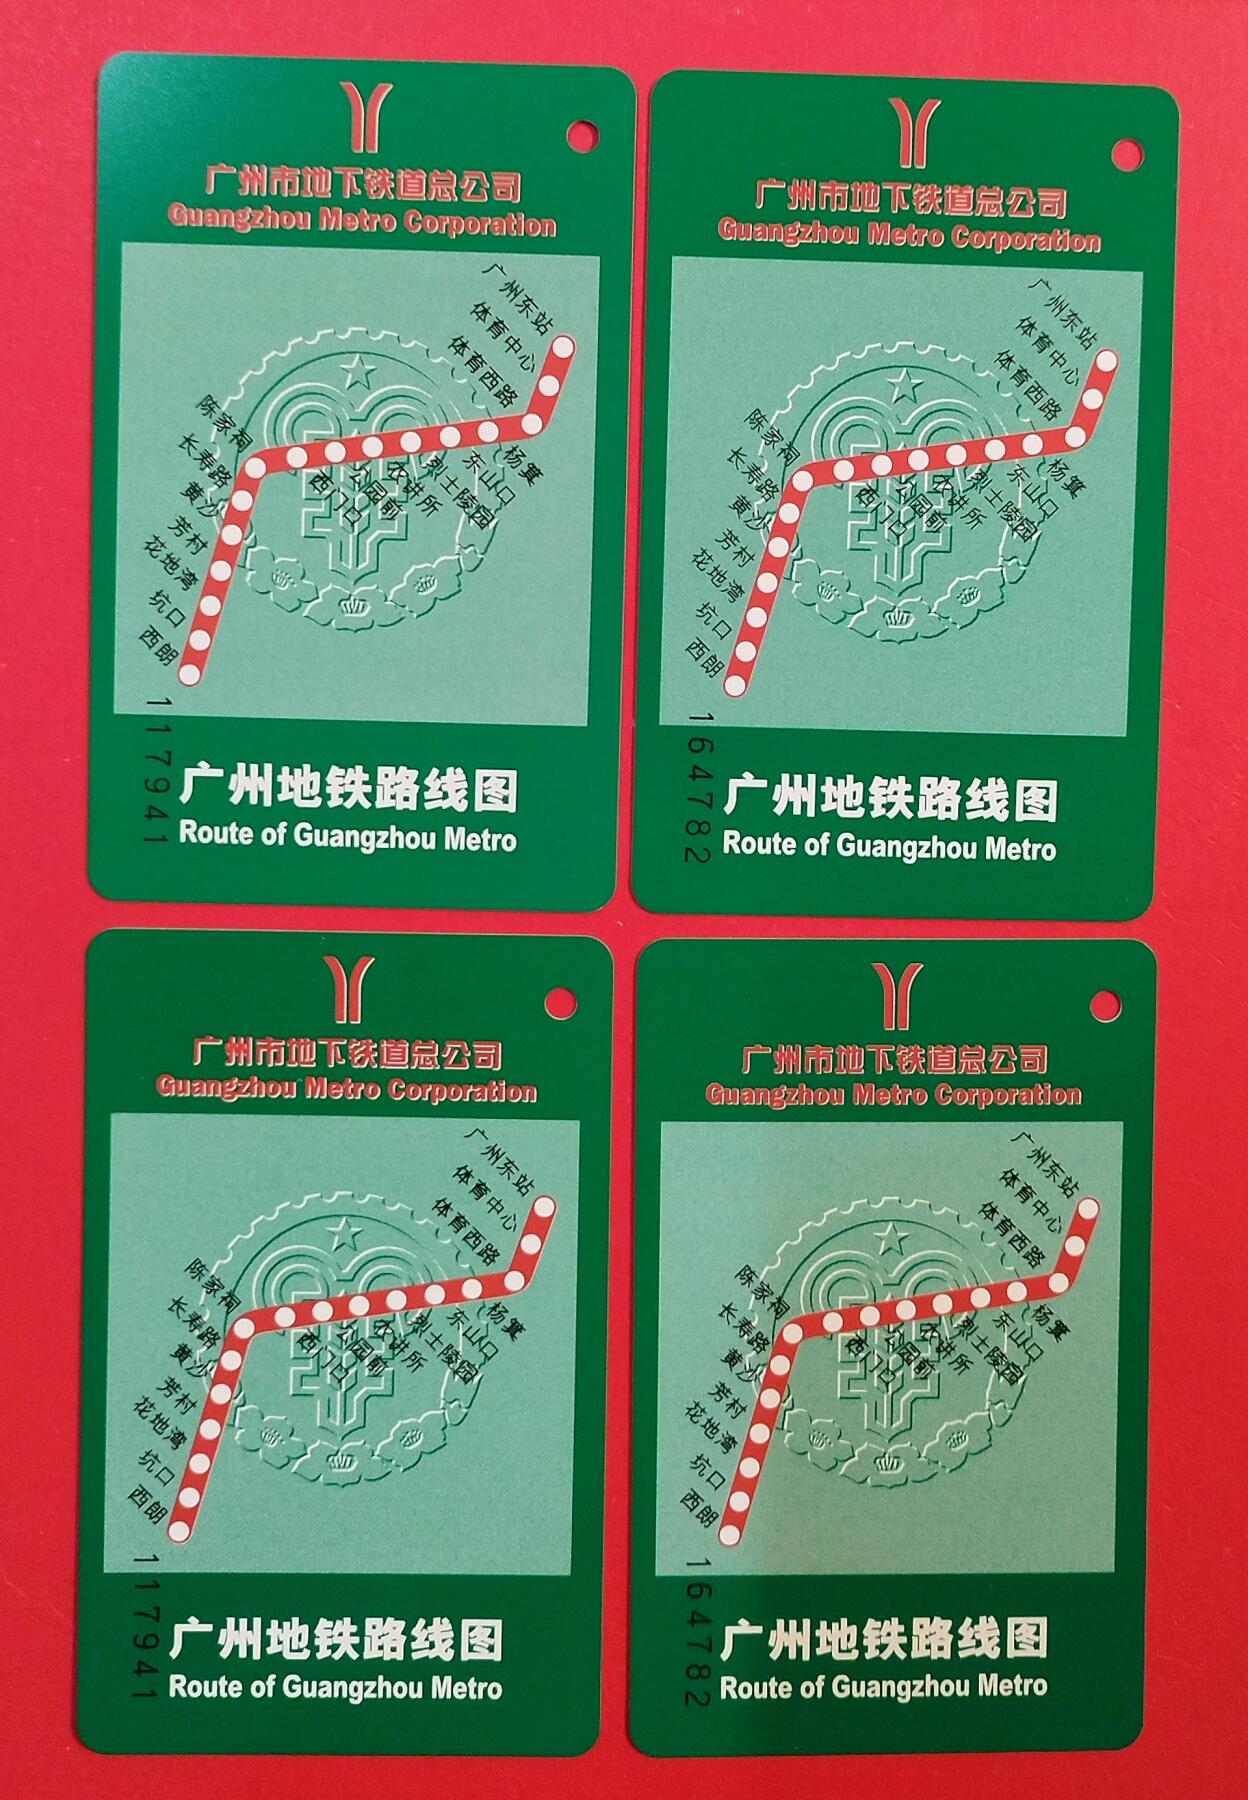 广州市地下铁道总公司
Guangzhou Metro Corporation
广州东站
体育中心
体育西路
杨箕
东山口
烈士陵园
农讲所
公园前
西门口
陈家祠
长寿路
黄沙
芳村
花地湾
坑口
西朗
117941
广州地铁路线图
Route of Guangzhou Metro
广州市地下铁道总公司
Guangzhou Metro Corporation
广州东站
体育中心
体育西路
杨箕
东山口
烈士陵园
农讲所
公园前
西门口
陈家祠
长寿路
黄沙
芳村
花地湾
坑口
西朗
164782
广州地铁路线图
Route of Guangzhou Metro
广州市地下铁道总公司
Guangzhou Metro Corporation
广州东站
体育中心
体育西路
杨箕
东山口
烈士陵园
农讲所
公园前
西门口
陈家祠
长寿路
黄沙
芳村
花地湾
坑口
西朗
117941
广州地铁路线图
Route of Guangzhou Metro
广州市地下铁道总公司
Guangzhou Metro Corporation
广州东站
体育中心
体育西路
杨箕
东山口
烈士陵园
农讲所
公园前
西门口
陈家祠
长寿路
黄沙
芳村
花地湾
坑口
西朗
164782
广州地铁路线图
Route of Guangzhou Metro